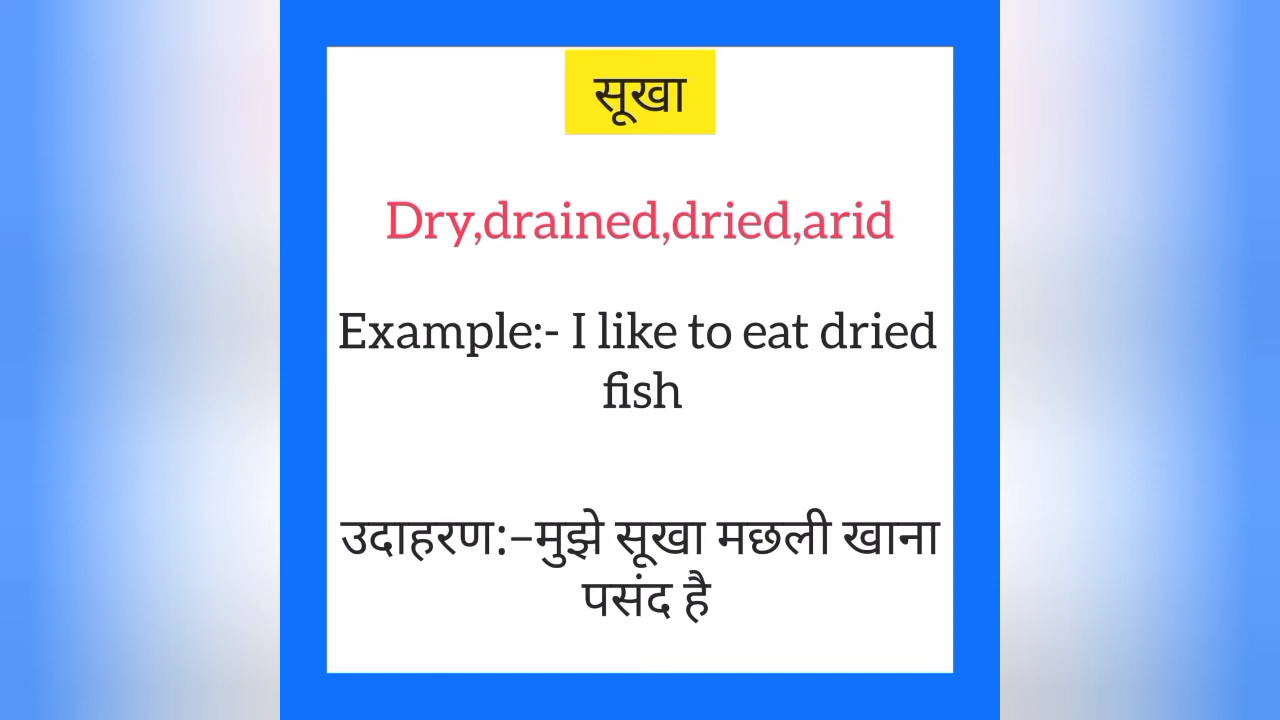 सूखा
Dry,drained,dried,arid
Example:- I like to eat dried
fish
उदाहरण:–मुझे सूखा मछली खाना
पसंद है